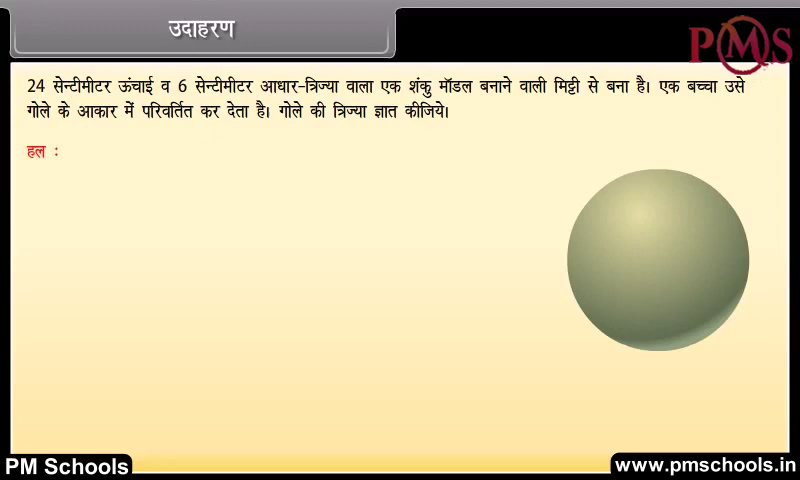 उदाहरण
PMS
24 सेन्टीमीटर ऊंचाई व 6 सेन्टीमीटर आधार-त्रिज्या वाला एक शंकु मॉडल बनाने वाली मिट्टी से बना है। एक बच्चा उसे
गोले के आकार में परिवर्तित कर देता है। गोले की त्रिज्या ज्ञात कीजिये।
हल :
PM Schools
www.pmschools.in